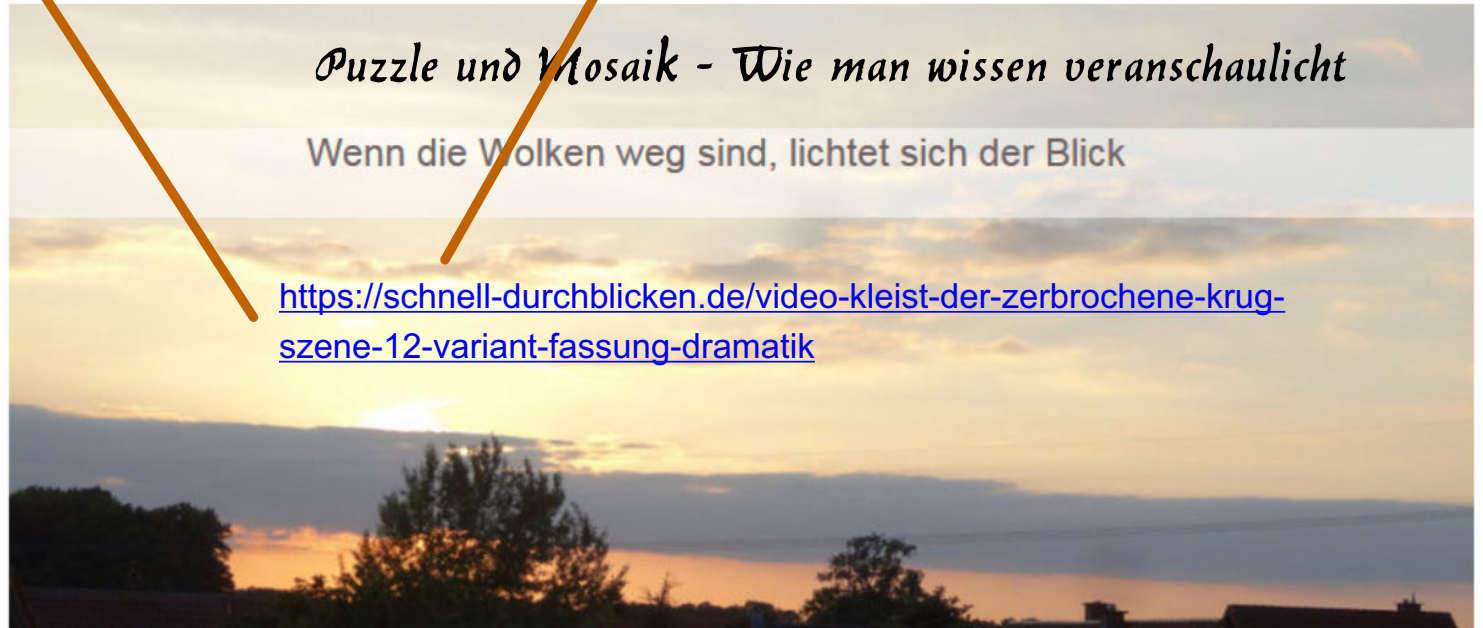 Puzzle und Mosaik - Wie man wissen veranschaulicht
Wenn die Wolken weg sind, lichtet sich der Blick
https://schnell-durchblicken.de/video-kleist-der-zerbrochene-krug-
szene-12-variant-fassung-dramatik